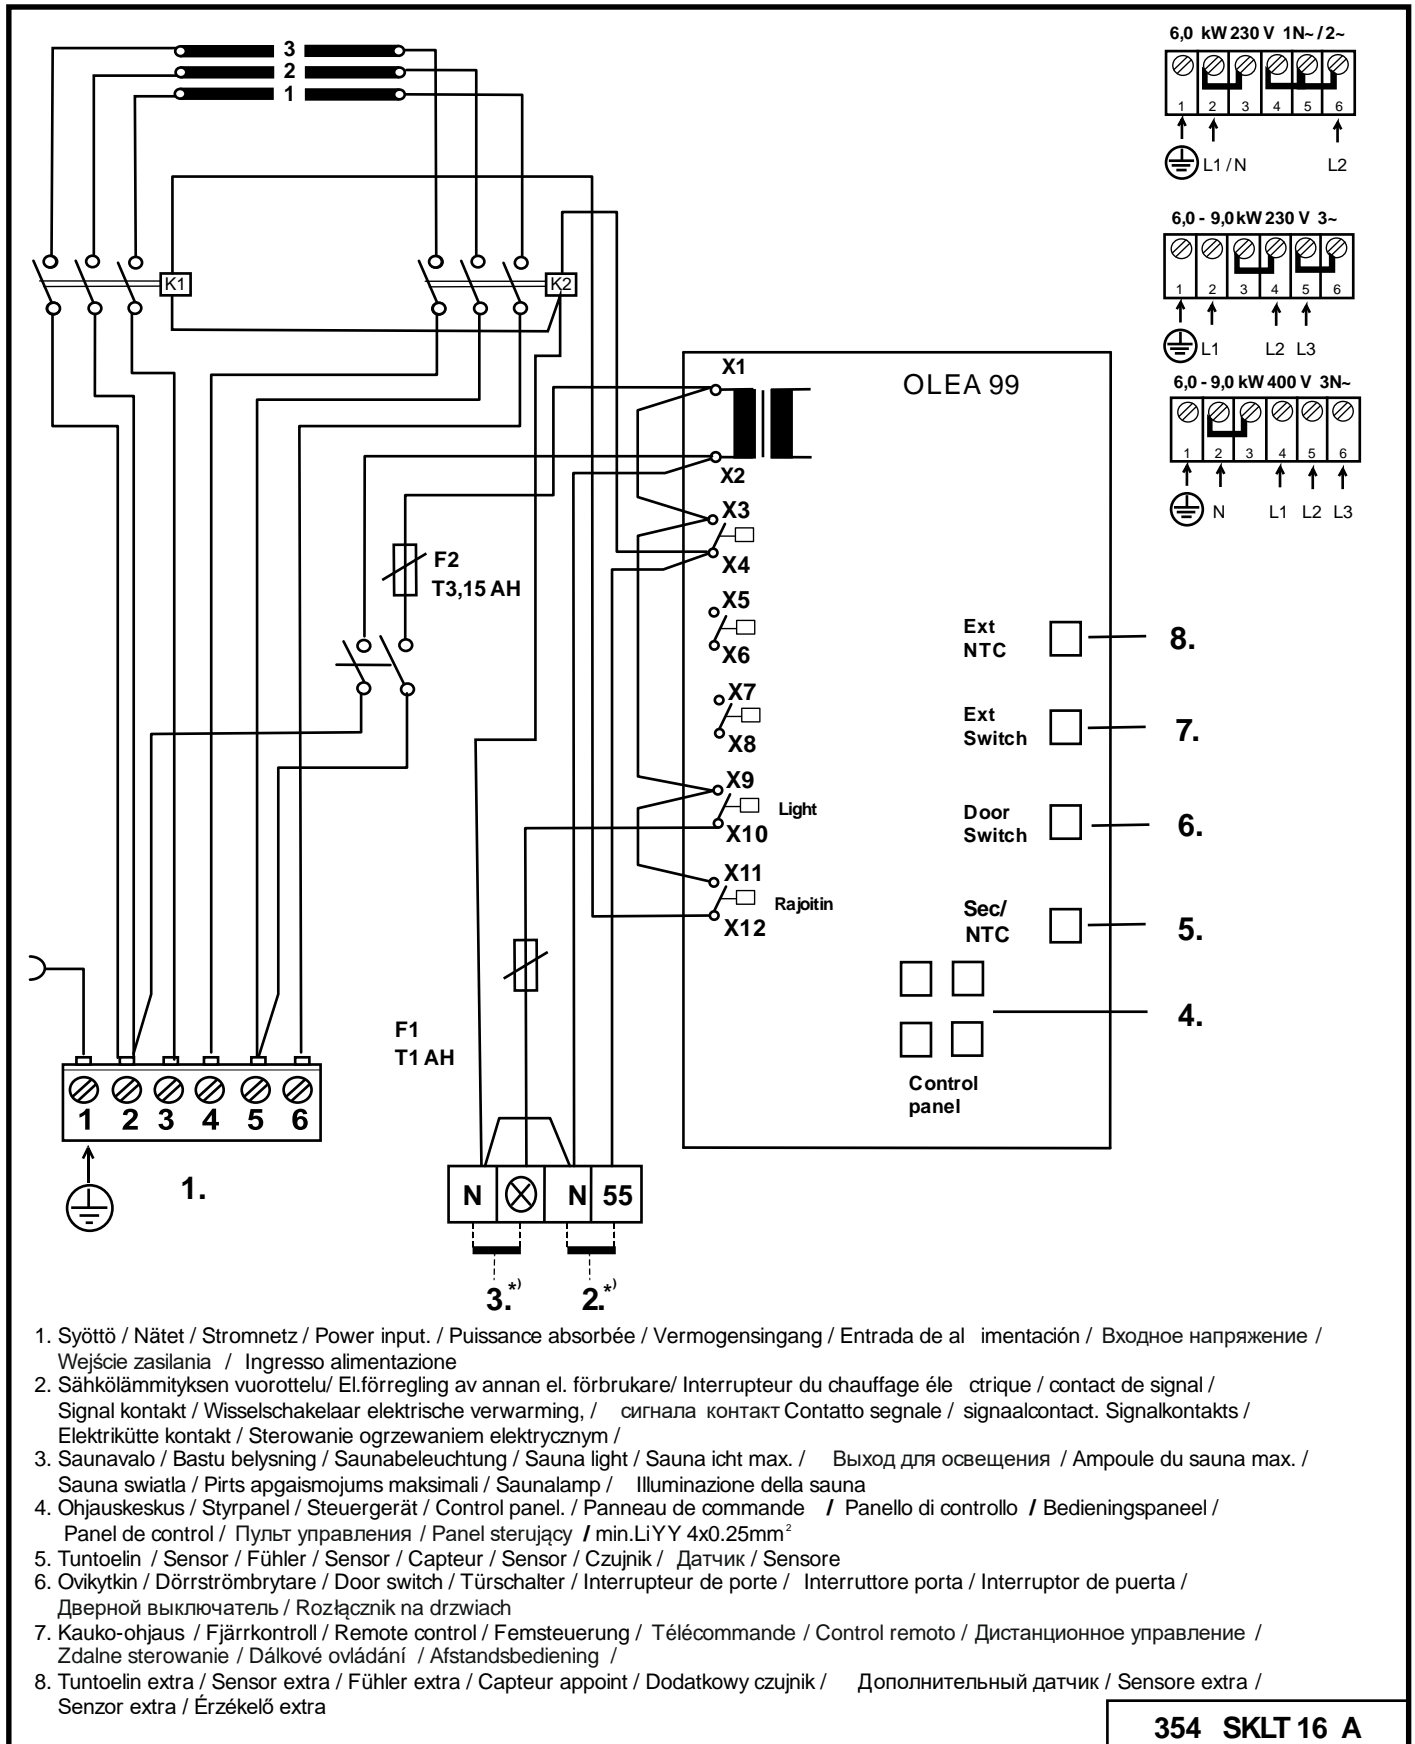 3
2
1
K1
K2
6,0 kW 230 V 1N~ / 2~
1 2 3 4 5 6
L1 / N L2
6,0 - 9,0 kW 230 V 3~
1 2 3 4 5 6
L1 L2 L3
6,0 - 9,0 kW 400 V 3N~
1 2 3 4 5 6
N L1 L2 L3
OLEA 99
X1
X2
X3
X4
X5
X6
X7
X8
X9
Light
X10
X11
Rajoitin
X12
F2
T3,15 AH
Ext
NTC
8.
Ext
Switch
7.
Door
Switch
6.
Sec/
NTC
5.
4.
Control
panel
F1
T1 AH
1 2 3 4 5 6
1.
N N 55
3.*) 2.*)
1. Syöttö / Nätet / Stromnetz / Power input. / Puissance absorbée / Vermogensingang / Entrada de al imentación / Входное напряжение /
Wejście zasilania / Ingresso alimentazione
2. Sähkölämmityksen vuorottelu/ El.förregling av annan el. förbrukare/ Interrupteur du chauffage éle ctrique / contact de signal /
Signal kontakt / Wisselschakelaar elektrische verwarming, / сигнала контакт Contatto segnale / signaalcontact. Signalkontakts /
Elektrikütte kontakt / Sterowanie ogrzewaniem elektrycznym /
3. Saunavalo / Bastu belysning / Saunabeleuchtung / Sauna light / Sauna icht max. / Выход для освещения / Ampoule du sauna max. /
Sauna swiatla / Pirts apgaismojums maksimali / Saunalamp / Illuminazione della sauna
4. Ohjauskeskus / Styrpanel / Steuergerät / Control panel. / Panneau de commande / Panello di controllo / Bedieningspaneel /
Panel de control / Пульт управления / Panel sterujący / min.LiYY 4x0.25mm²
5. Tuntoelin / Sensor / Fühler / Sensor / Capteur / Sensor / Czujnik / Датчик / Sensore
6. Ovikytkin / Dörrströmbrytare / Door switch / Türschalter / Interrupteur de porte / Interruttore porta / Interruptor de puerta /
Дверной выключатель / Rozłącznik na drzwiach
7. Kauko-ohjaus / Fjärrkontroll / Remote control / Femsteuerung / Télécommande / Control remoto / Дистанционное управление /
Zdalne sterowanie / Dálkové ovládání / Afstandsbediening /
8. Tuntoelin extra / Sensor extra / Fühler extra / Capteur appoint / Dodatkowy czujnik / Дополнительный датчик / Sensore extra /
Senzor extra / Érzékelő extra
354 SKLT 16 A